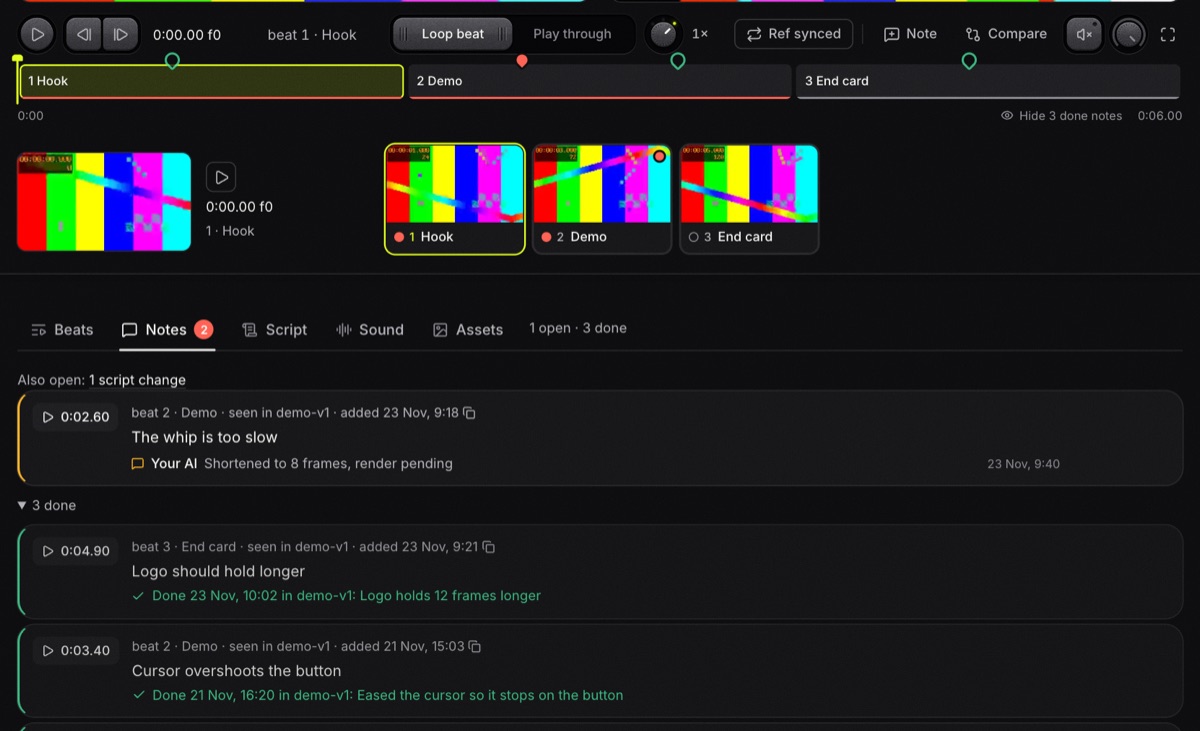 0:00.00 f0
beat 1 · Hook
Loop beat
Play through
1×
Ref synced
Note
Compare
1 Hook
2 Demo
3 End card
0:00
Hide 3 done notes
0:06.00
0:00.00 f0
1 · Hook
1 Hook
2 Demo
3 End card
Beats
Notes 2
Script
Sound
Assets
1 open · 3 done
Also open: 1 script change
0:02.60
beat 2 · Demo · seen in demo-v1 · added 23 Nov, 9:18
The whip is too slow
Your AI Shortened to 8 frames, render pending
23 Nov, 9:40
▼ 3 done
0:04.90
beat 3 · End card · seen in demo-v1 · added 23 Nov, 9:21
Logo should hold longer
✓ Done 23 Nov, 10:02 in demo-v1: Logo holds 12 frames longer
0:03.40
beat 2 · Demo · seen in demo-v1 · added 21 Nov, 15:03
Cursor overshoots the button
✓ Done 21 Nov, 16:20 in demo-v1: Eased the cursor so it stops on the button